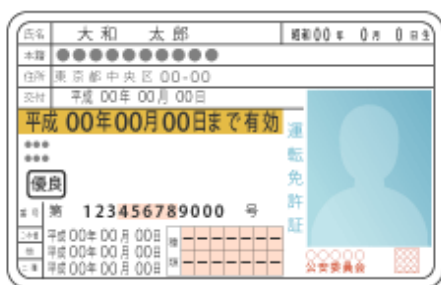 氏名 大和 太郎 昭和00年 0月 0日生
本籍 ●●●●●●●●●●
住所 東京都中央区00-00
交付 平成 00年 00月 00日
平成 00年00月00日まで有効
●●●
●●●
優良
番号 第 123456789000 号
平成00年00月00日
他 平成00年00月00日
平成00年00月00日
種類
運転免許証
○○○○○
公安委員会